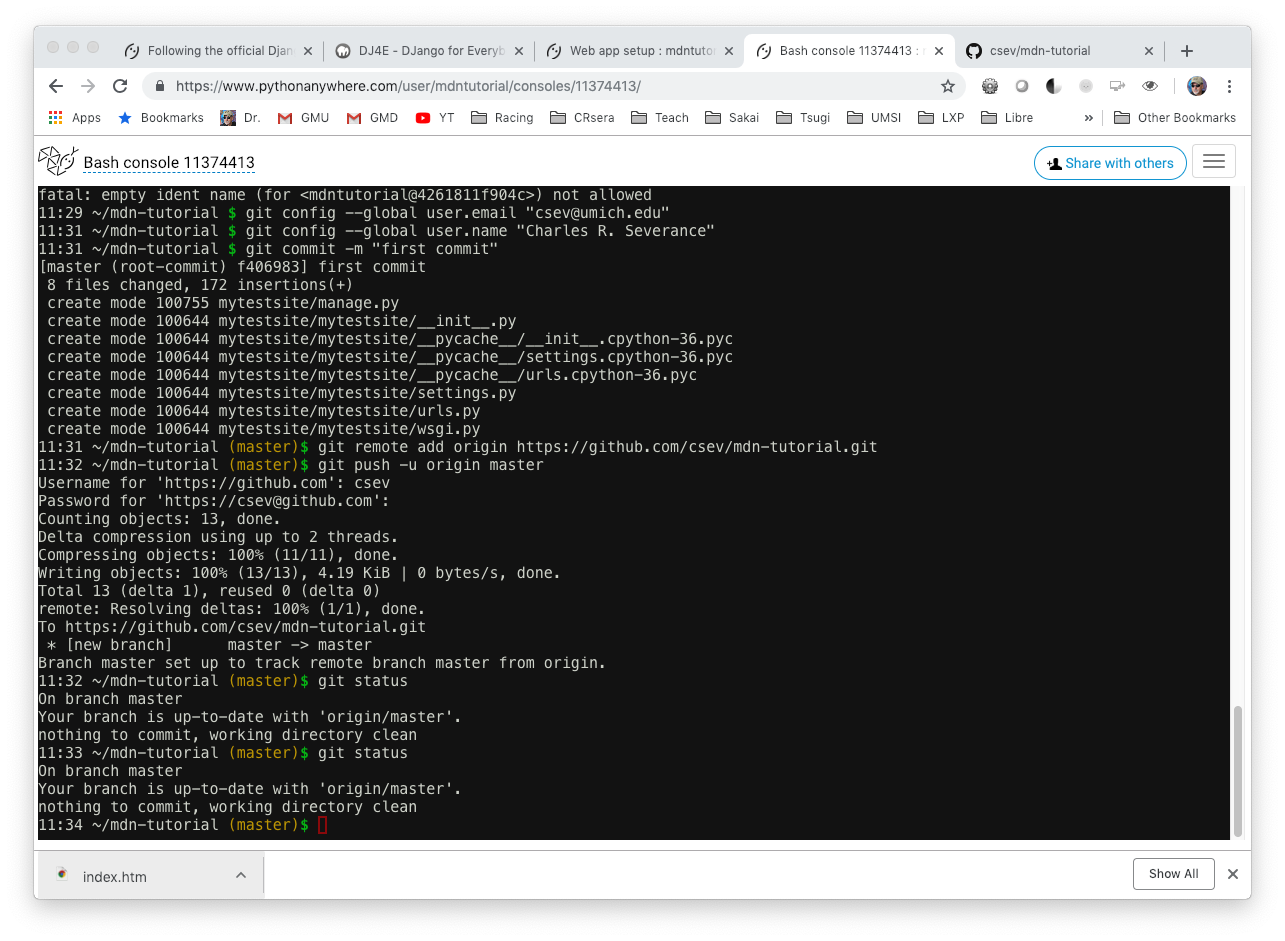 Following the official Djan
DJ4E - DJango for Everyb
Web app setup : mdntutor
Bash console 11374413 :
csev/mdn-tutorial
https://www.pythonanywhere.com/user/mdntutorial/consoles/11374413/
Apps Bookmarks Dr. GMU GMD YT Racing CRsera Teach Sakai Tsugi UMSI LXP Libre » Other Bookmarks
Bash console 11374413
Share with others
fatal: empty ident name (for <mdntutorial@4261811f904c>) not allowed
11:29 ~/mdn-tutorial $ git config --global user.email "csev@umich.edu"
11:31 ~/mdn-tutorial $ git config --global user.name "Charles R. Severance"
11:31 ~/mdn-tutorial $ git commit -m "first commit"
[master (root-commit) f406983] first commit
 8 files changed, 172 insertions(+)
 create mode 100755 mytestsite/manage.py
 create mode 100644 mytestsite/mytestsite/__init__.py
 create mode 100644 mytestsite/mytestsite/__pycache__/__init__.cpython-36.pyc
 create mode 100644 mytestsite/mytestsite/__pycache__/settings.cpython-36.pyc
 create mode 100644 mytestsite/mytestsite/__pycache__/urls.cpython-36.pyc
 create mode 100644 mytestsite/mytestsite/settings.py
 create mode 100644 mytestsite/mytestsite/urls.py
 create mode 100644 mytestsite/mytestsite/wsgi.py
11:31 ~/mdn-tutorial (master)$ git remote add origin https://github.com/csev/mdn-tutorial.git
11:32 ~/mdn-tutorial (master)$ git push -u origin master
Username for 'https://github.com': csev
Password for 'https://csev@github.com':
Counting objects: 13, done.
Delta compression using up to 2 threads.
Compressing objects: 100% (11/11), done.
Writing objects: 100% (13/13), 4.19 KiB | 0 bytes/s, done.
Total 13 (delta 1), reused 0 (delta 0)
remote: Resolving deltas: 100% (1/1), done.
To https://github.com/csev/mdn-tutorial.git
 * [new branch]      master -> master
Branch master set up to track remote branch master from origin.
11:32 ~/mdn-tutorial (master)$ git status
On branch master
Your branch is up-to-date with 'origin/master'.
nothing to commit, working directory clean
11:33 ~/mdn-tutorial (master)$ git status
On branch master
Your branch is up-to-date with 'origin/master'.
nothing to commit, working directory clean
11:34 ~/mdn-tutorial (master)$
index.htm
Show All